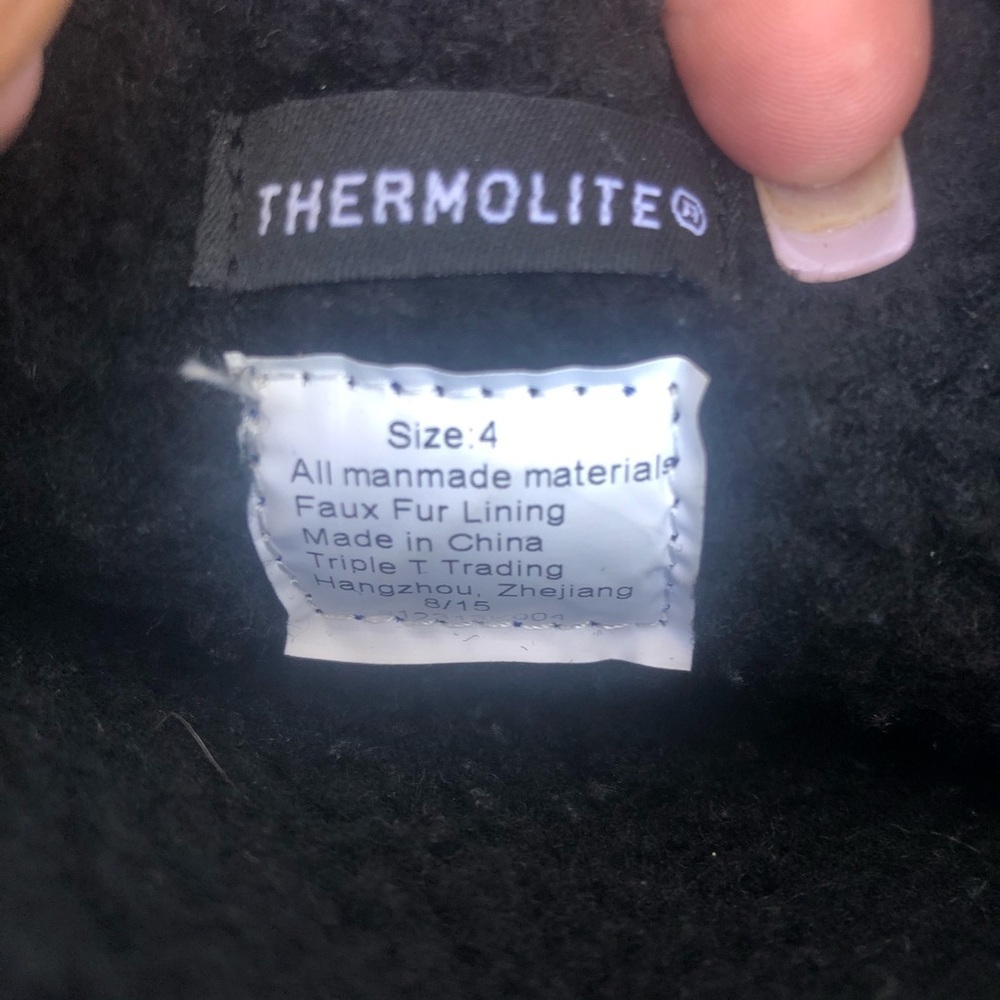 THERMOLITE®
Size:4
All manmade materials
Faux Fur Lining
Made in China
Triple T Trading
Hangzhou, Zhejiang
8/15